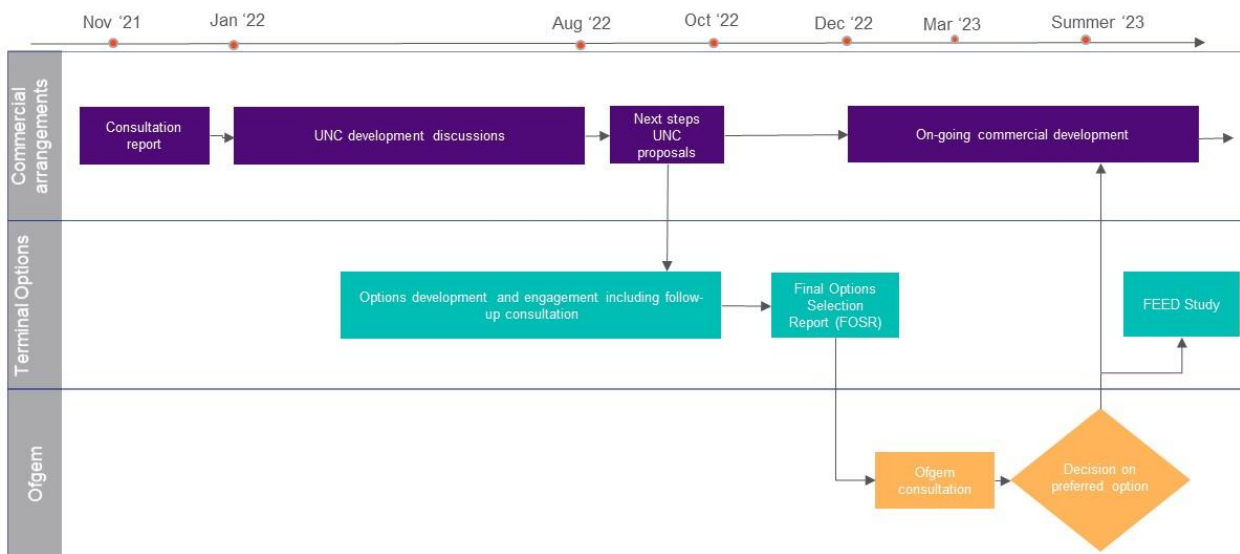 Nov ‘21
Jan ‘22
Aug ‘22
Oct ‘22
Dec ‘22
Mar ‘23
Summer ‘23
Commercial
arrangements
Consultation
report
UNC development discussions
Next steps
UNC
proposals
On-going commercial development
Terminal Options
Options development and engagement including follow-
up consultation
Final Options
Selection
Report (FOSR)
FEED Study
Ofgem
Ofgem
consultation
Decision on
preferred option